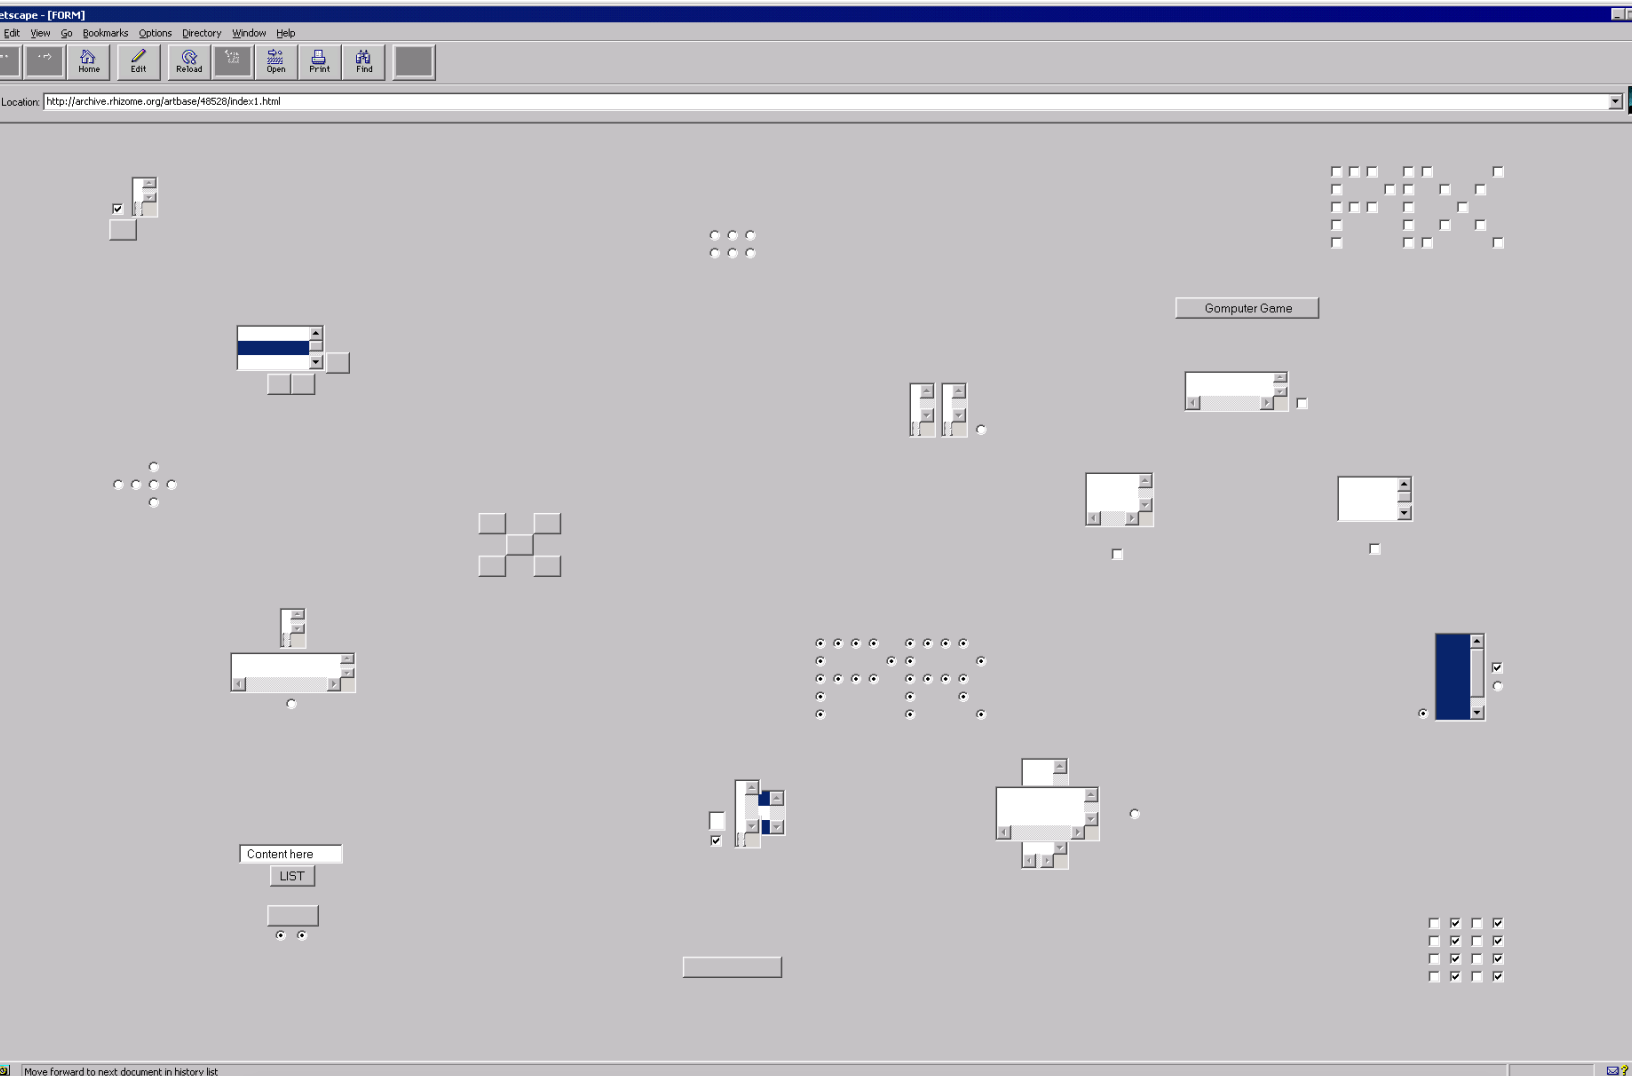 etscape - [FORM]
Edit View Go Bookmarks Options Directory Window Help
Home Edit Reload Open Print Find
Location: http://archive.rhizome.org/artbase/48528/index1.html
Gomputer Game
Content here
LIST
Move forward to next document in history list